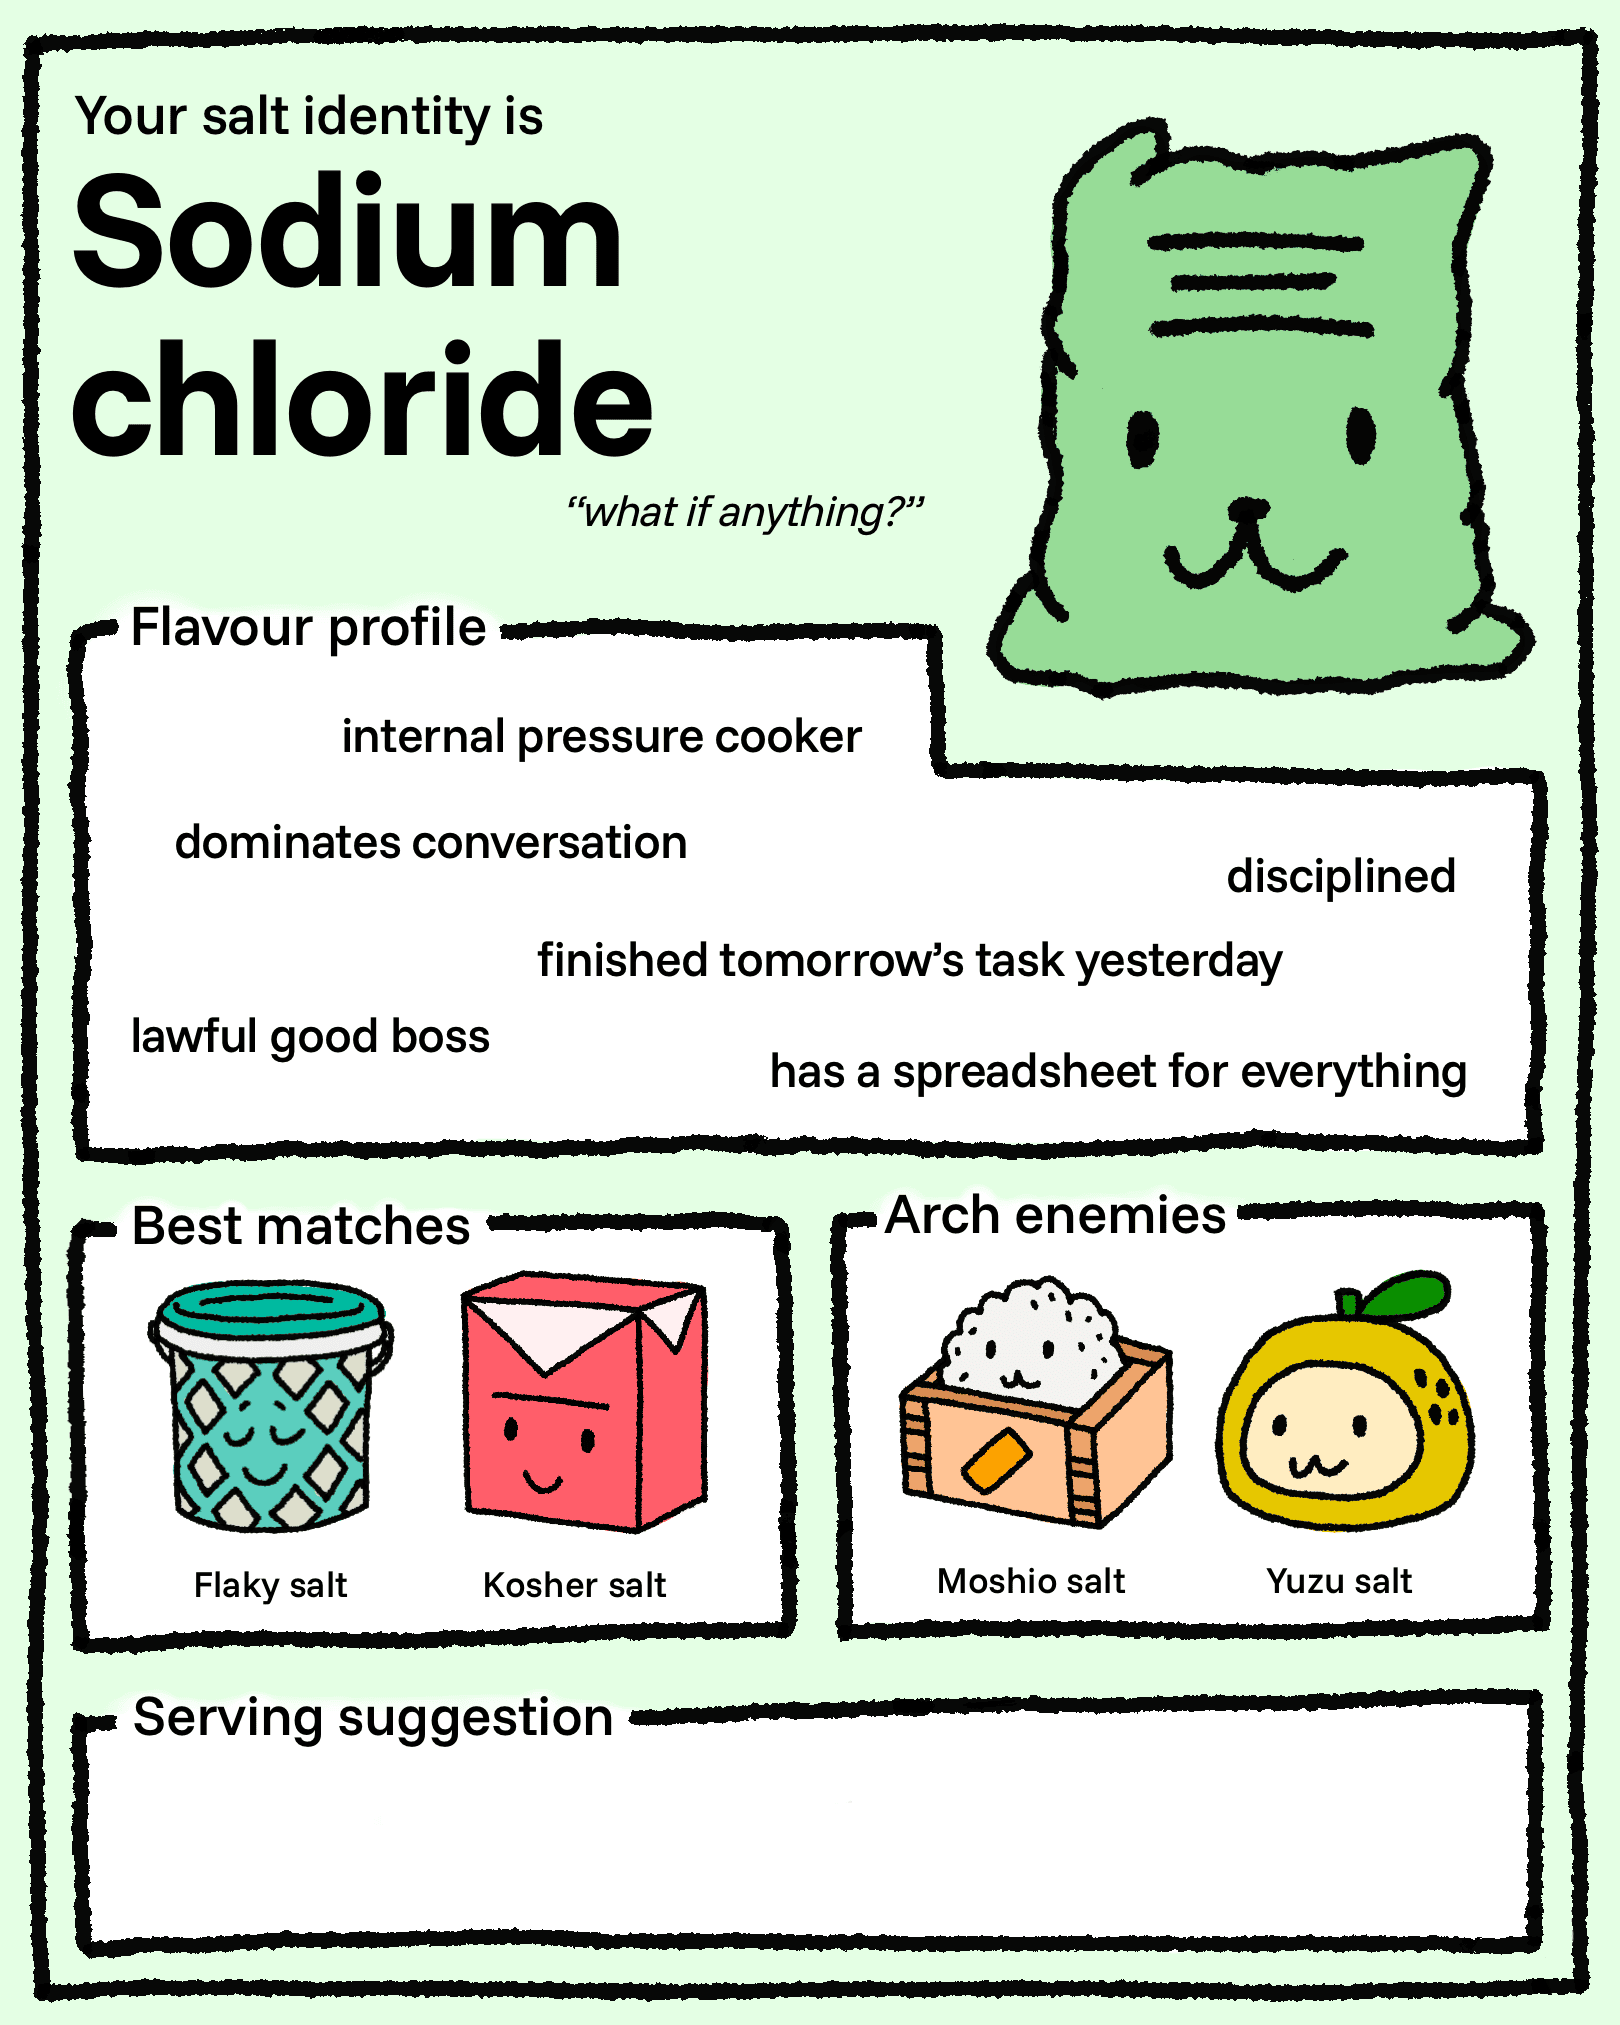 Your salt identity is
Sodium
chloride
“what if anything?”
Flavour profile
internal pressure cooker
dominates conversation
disciplined
finished tomorrow’s task yesterday
lawful good boss
has a spreadsheet for everything
Best matches
Flaky salt
Kosher salt
Arch enemies
Moshio salt
Yuzu salt
Serving suggestion